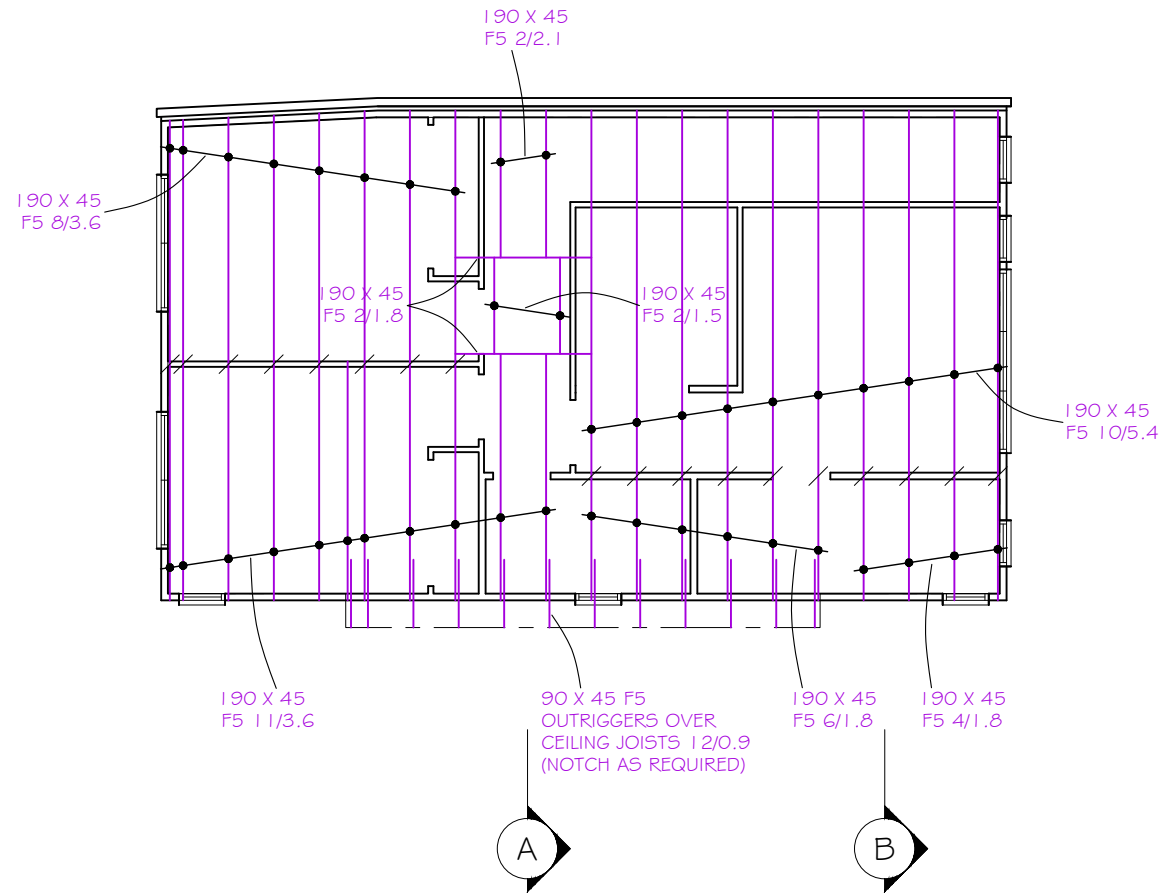 190 X 45
F5 2/2.1
190 X 45
F5 8/3.6
190 X 45
F5 2/1.8
190 X 45
F5 2/1.5
190 X 45
F5 10/5.4
190 X 45
F5 11/3.6
90 X 45 F5
OUTRIGGERS OVER
CEILING JOISTS 12/0.9
(NOTCH AS REQUIRED)
190 X 45
F5 6/1.8
190 X 45
F5 4/1.8
A
B